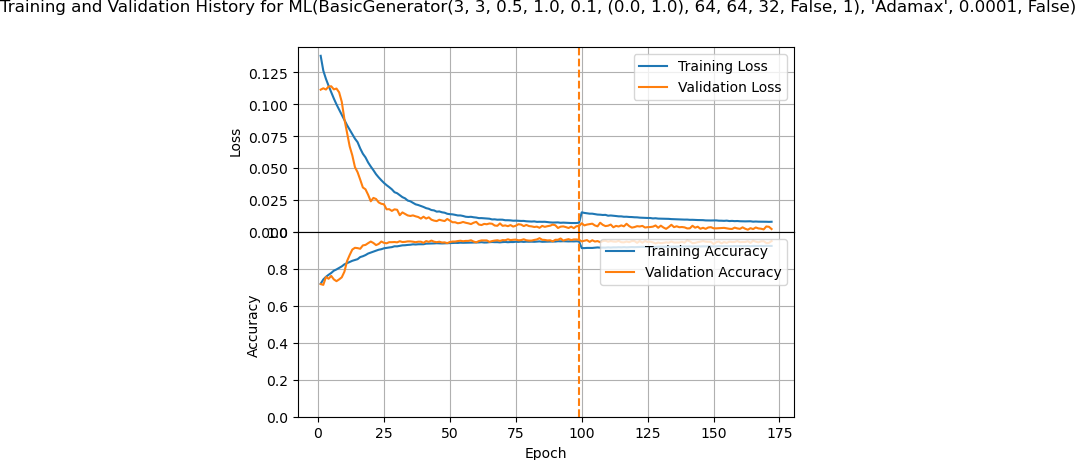 Training and Validation History for ML(BasicGenerator(3, 3, 0.5, 1.0, 0.1, (0.0, 1.0), 64, 64, 32, False, 1), 'Adamax', 0.0001, False)
Training Loss
Validation Loss
0.125
0.100
0.075
0.050
0.025
0.000
Loss
1.0
0.8
0.6
0.4
0.2
0.0
Accuracy
Training Accuracy
Validation Accuracy
0 25 50 75 100 125 150 175
Epoch